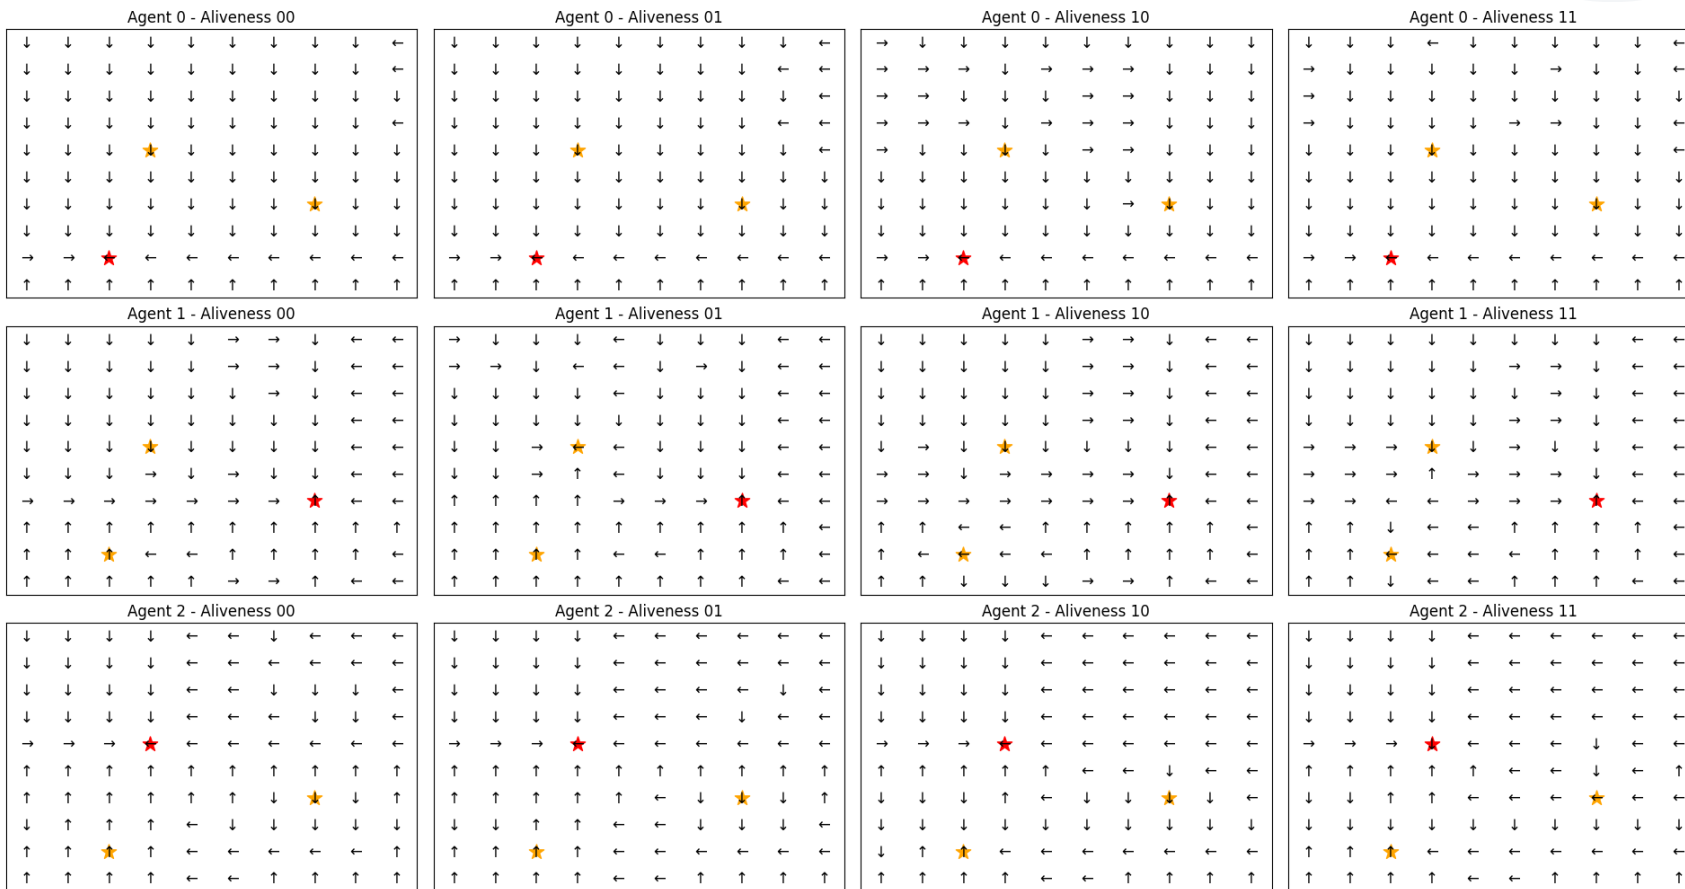 Agent 0 - Aliveness 00
Agent 0 - Aliveness 01
Agent 0 - Aliveness 10
Agent 0 - Aliveness 11
Agent 1 - Aliveness 00
Agent 1 - Aliveness 01
Agent 1 - Aliveness 10
Agent 1 - Aliveness 11
Agent 2 - Aliveness 00
Agent 2 - Aliveness 01
Agent 2 - Aliveness 10
Agent 2 - Aliveness 11